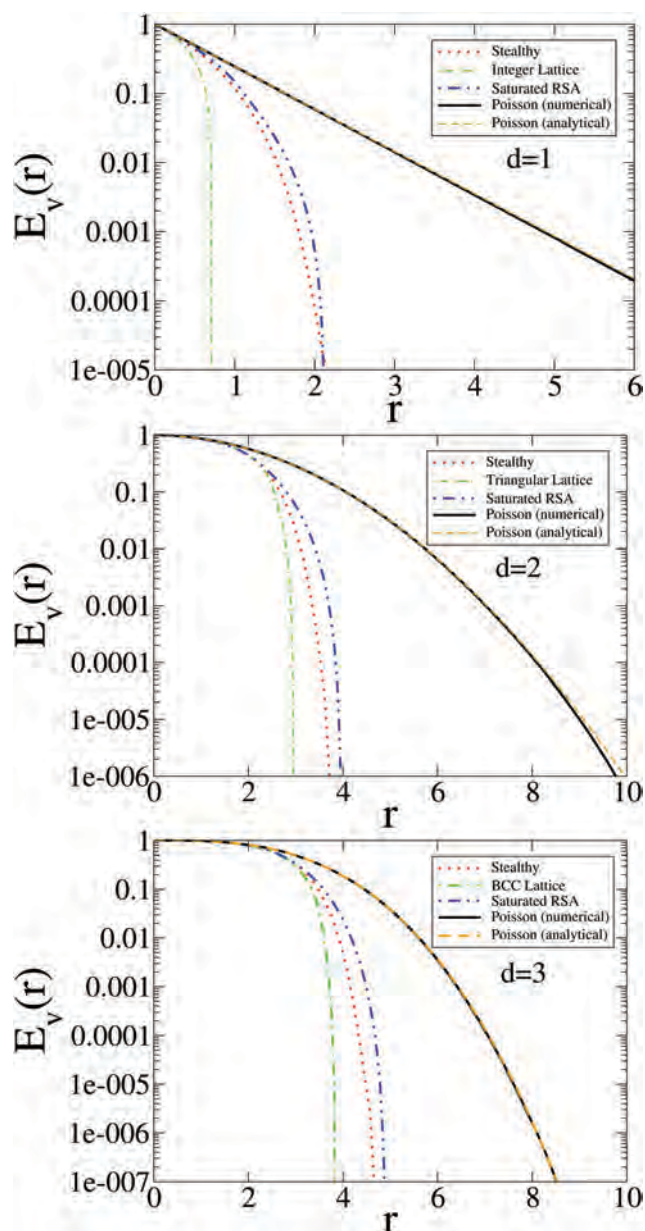 1
0.1
0.01
0.001
0.0001
1e-005
E_v(r)
Stealthy
Integer Lattice
Saturated RSA
Poisson (numerical)
Poisson (analytical)
d=1
0 1 2 3 4 5 6
r
1
0.1
0.01
0.001
0.0001
1e-005
1e-006
E_v(r)
Stealthy
Triangular Lattice
Saturated RSA
Poisson (numerical)
Poisson (analytical)
d=2
0 2 4 6 8 10
r
1
0.1
0.01
0.001
0.0001
1e-005
1e-006
1e-007
E_v(r)
Stealthy
BCC Lattice
Saturated RSA
Poisson (numerical)
Poisson (analytical)
d=3
0 2 4 6 8 10
r